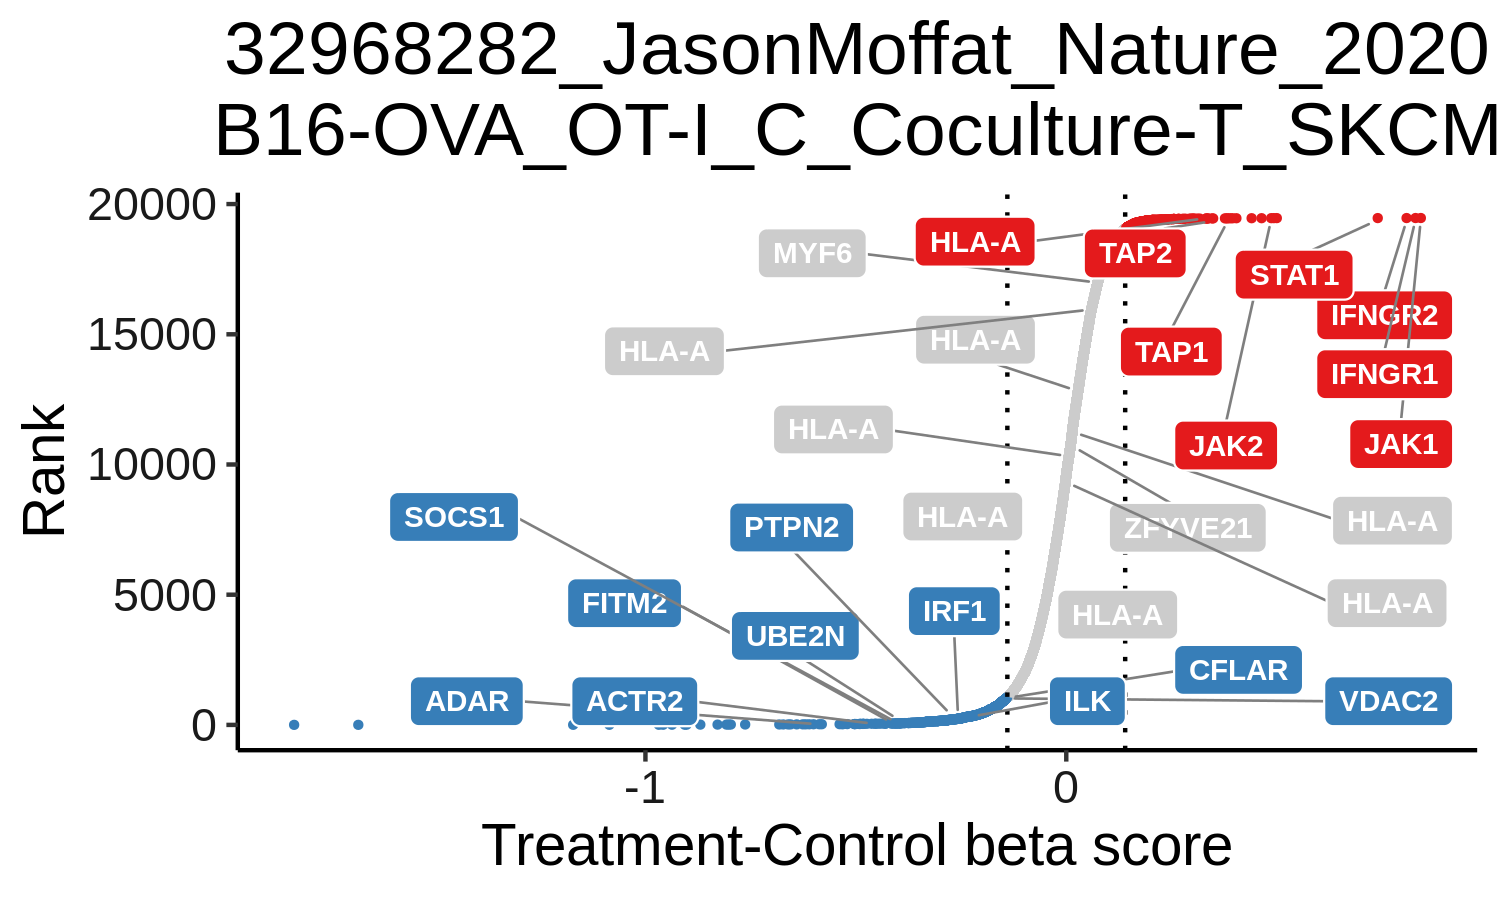 32968282_JasonMoffat_Nature_2020
B16-OVA_OT-I_C_Coculture-T_SKCM
20000
15000
10000
5000
0
Rank
MYF6
HLA-A
TAP2
STAT1
IFNGR2
HLA-A
HLA-A
TAP1
IFNGR1
HLA-A
JAK2
JAK1
SOCS1
PTPN2
HLA-A
ZFYVE21
HLA-A
FITM2
UBE2N
IRF1
HLA-A
HLA-A
CFLAR
ADAR
ACTR2
ILK
VDAC2
-1
0
Treatment-Control beta score